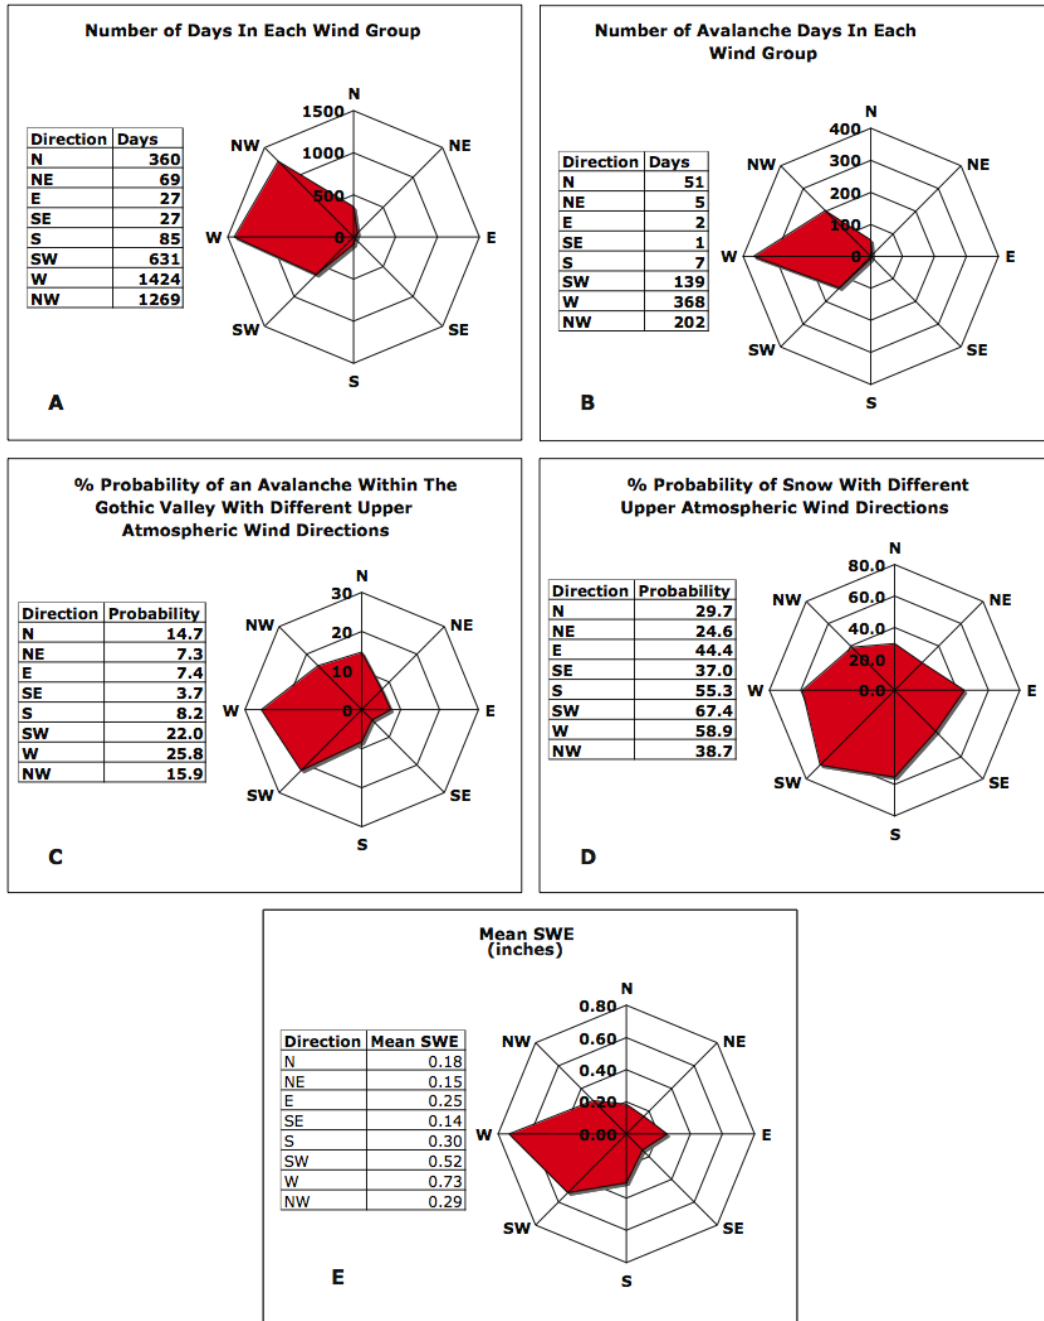 Number of Days In Each Wind Group
Direction Days
N 360
NE 69
E 27
SE 27
S 85
SW 631
W 1424
NW 1269
N
NE
E
SE
S
SW
W
NW
1500
1000
500
0
A
Number of Avalanche Days In Each
Wind Group
Direction Days
N 51
NE 5
E 2
SE 1
S 7
SW 139
W 368
NW 202
N
NE
E
SE
S
SW
W
NW
400
300
200
100
0
B
% Probability of an Avalanche Within The
Gothic Valley With Different Upper
Atmospheric Wind Directions
Direction Probability
N 14.7
NE 7.3
E 7.4
SE 3.7
S 8.2
SW 22.0
W 25.8
NW 15.9
N
NE
E
SE
S
SW
W
NW
30
20
10
0
C
% Probability of Snow With Different
Upper Atmospheric Wind Directions
Direction Probability
N 29.7
NE 24.6
E 44.4
SE 37.0
S 55.3
SW 67.4
W 58.9
NW 38.7
N
NE
E
SE
S
SW
W
NW
80.0
60.0
40.0
20.0
0.0
D
Mean SWE
(inches)
Direction Mean SWE
N 0.18
NE 0.15
E 0.25
SE 0.14
S 0.30
SW 0.52
W 0.73
NW 0.29
N
NE
E
SE
S
SW
W
NW
0.80
0.60
0.40
0.20
0.00
E